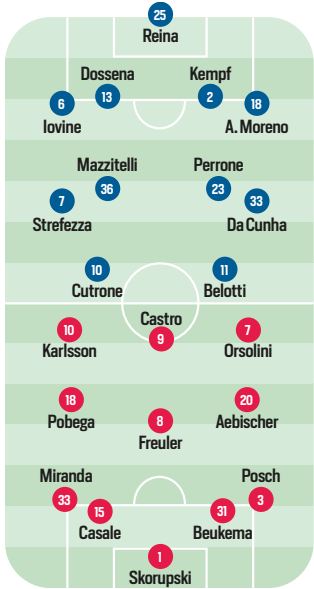 25
Reina
Dossena
Kempf
6
13
2
18
Iovine
A. Moreno
Mazzitelli
Perrone
7
36
23
33
Strefezza
Da Cunha
10
11
Cutrone
Belotti
Castro
10
9
7
Karlsson
Orsolini
18
20
Pobega
8
Aebischer
Freuler
Miranda
Posch
33
15
31
3
Casale
Beukema
1
Skorupski